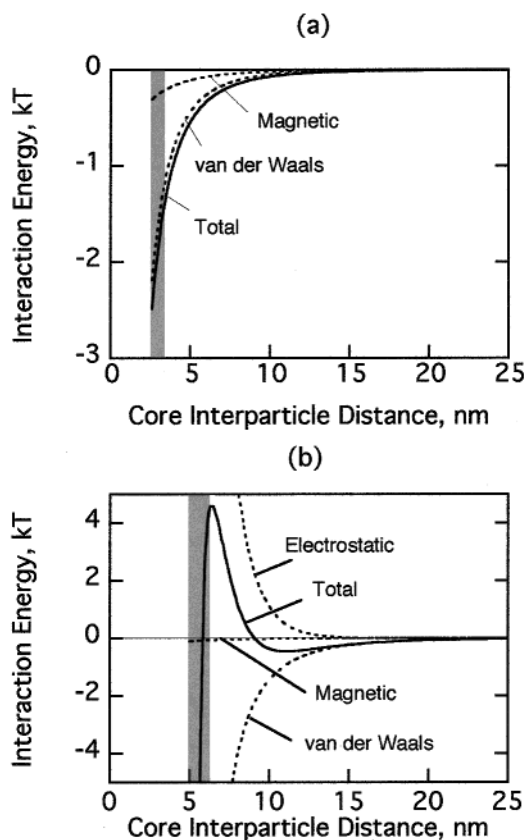 (a)
Interaction Energy, kT
0
-1
-2
-3
Magnetic
van der Waals
Total
0 5 10 15 20 25
Core Interparticle Distance, nm
(b)
Interaction Energy, kT
4
2
0
-2
-4
Electrostatic
Total
Magnetic
van der Waals
0 5 10 15 20 25
Core Interparticle Distance, nm